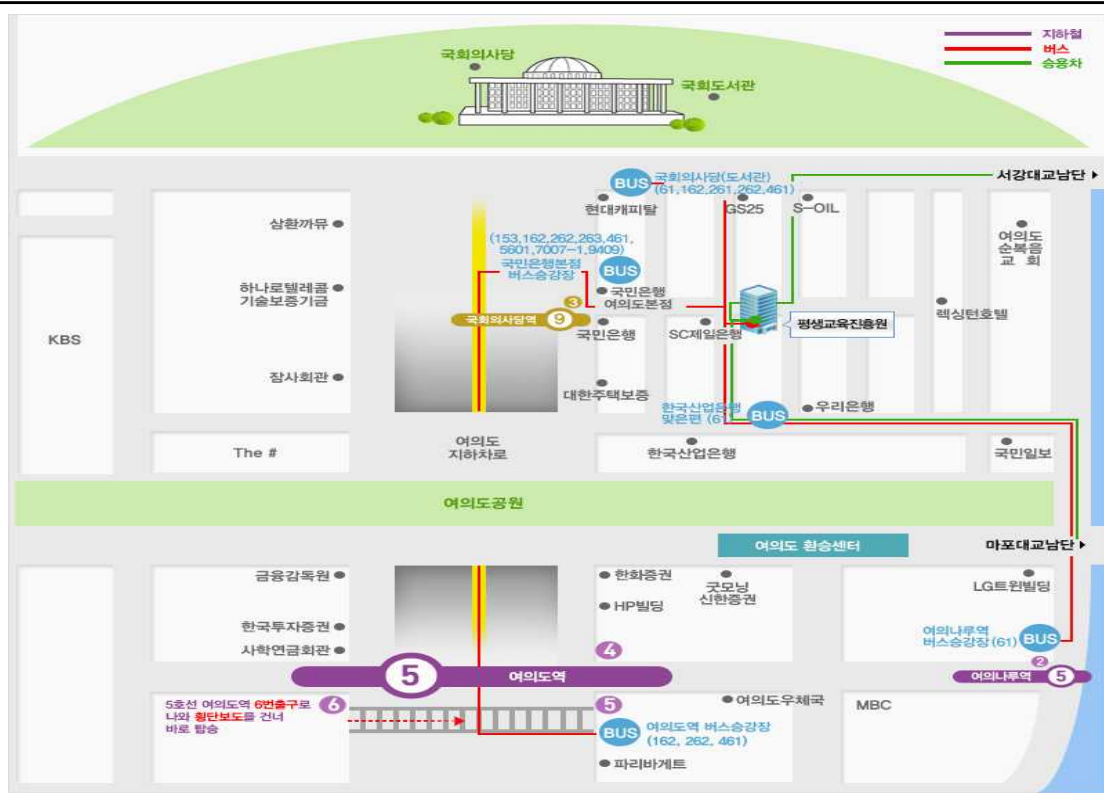 지하철
버스
승용차
국회의사당
국회도서관
서강대교남단
BUS
국회의사당(도서관)
(61,162,261,262,461)
현대캐피탈
GS25
S-OIL
삼환까뮤
여의도
순복음
교 회
(153,162,262,263,461,
5601,7007-1,9409)
국민은행본점
버스승강장
BUS
하나로텔레콤
기술보증기금
국민은행
여의도본점
3
국회의사당역
9
렉싱턴호텔
평생교육진흥원
KBS
국민은행
SC제일은행
잠사회관
대한주택보증
한국산업은행
맞은편 (61)
BUS
우리은행
The #
여의도
지하차로
한국산업은행
국민일보
여의도공원
여의도 환승센터
마포대교남단
금융감독원
한화증권
굿모닝
신한증권
LG트윈빌딩
HP빌딩
한국투자증권
여의나루역
버스승강장(61)
BUS
사학연금회관
4
2
5
여의도역
여의나루역
5
5호선 여의도역 6번출구로
나와 횡단보도를 건너
바로 탑승
6
5
여의도우체국
MBC
BUS
여의도역 버스승강장
(162, 262, 461)
파리바게트